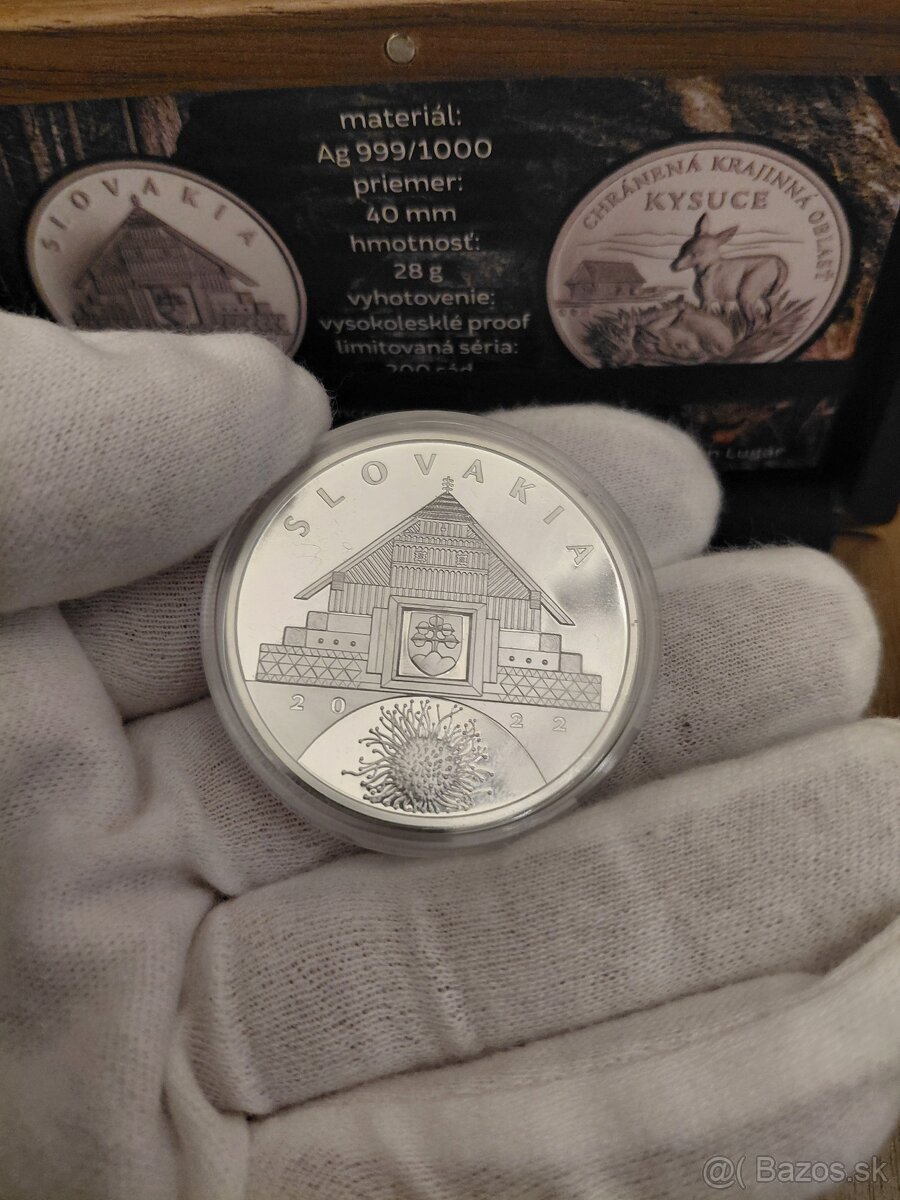 materiál:
Ag 999/1000
priemer:
40 mm
hmotnosť:
28 g
vyhotovenie:
vysokolesklé proof
limitovaná séria:
SLOVAKIA
CHRÁNENÁ KRAJINNÁ OBLASŤ
KYSUCE
Lugár
SLOVAKIA
2022
@( Bazos.sk